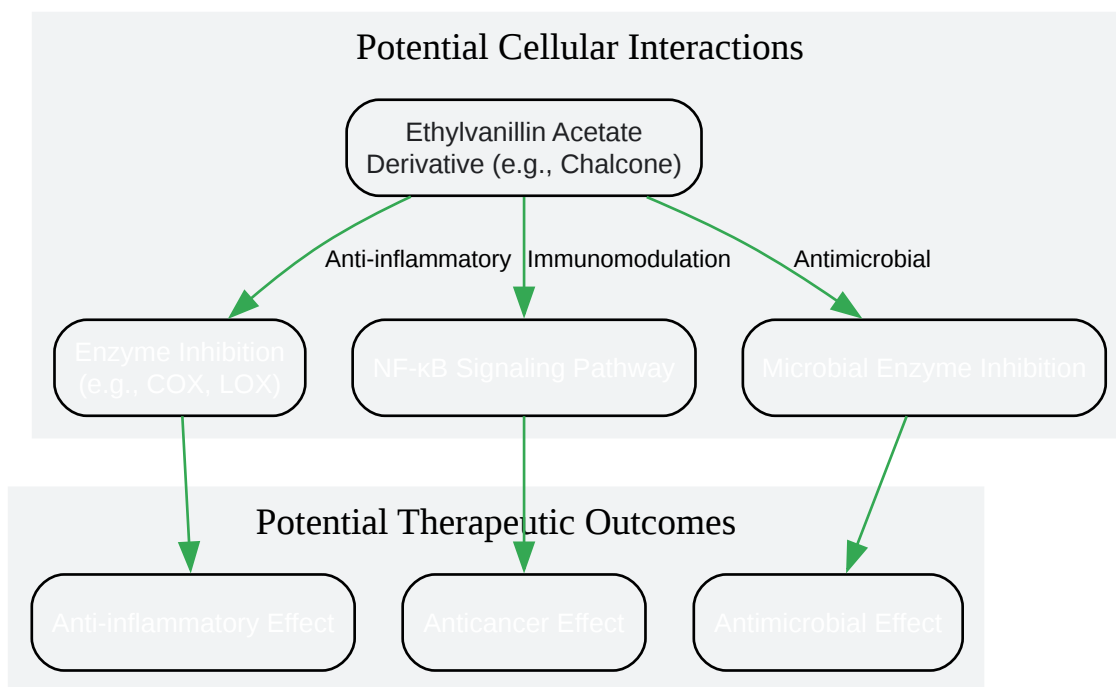 Potential Cellular Interactions
Ethylvanillin Acetate
Derivative (e.g., Chalcone)
Anti-inflammatory
Immunomodulation
Antimicrobial
Enzyme Inhibition
(e.g., COX, LOX)
NF-κB Signaling Pathway
Microbial Enzyme Inhibition
Potential Therapeutic Outcomes
Anti-inflammatory Effect
Anticancer Effect
Antimicrobial Effect